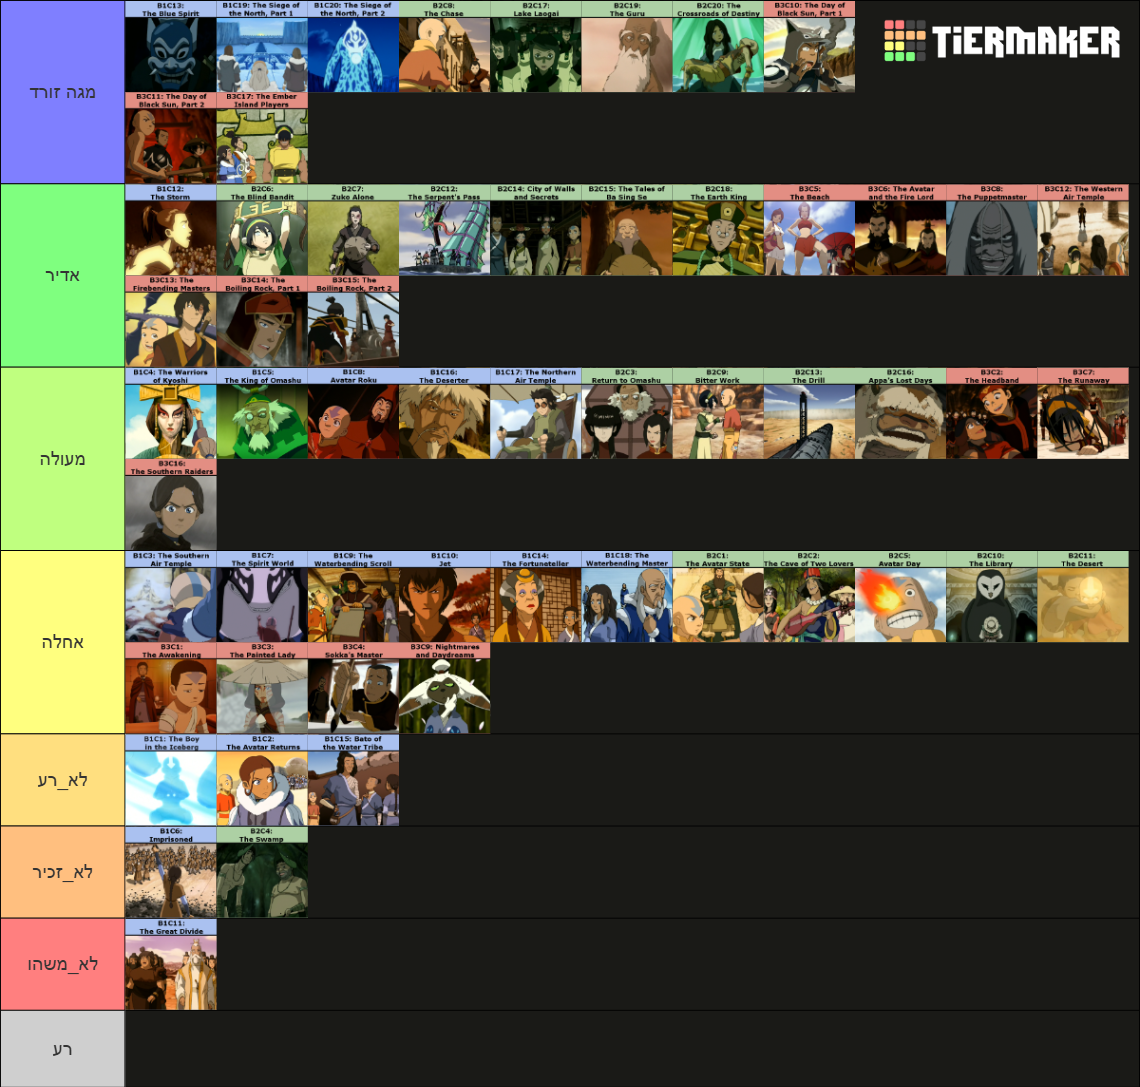 מגה זורד
B1C13:
The Blue Spirit
B1C19: The Siege of
the North, Part 1
B1C20: The Siege of
the North, Part 2
B2C8:
The Chase
B2C17:
Lake Laogai
B2C19:
The Guru
B2C20: The
Crossroads of Destiny
B3C10: The Day of
Black Sun, Part 1
TiERMAKER
B3C11: The Day of
Black Sun, Part 2
B3C17: The Ember
Island Players
אדיר
B1C12:
The Storm
B2C6:
The Blind Bandit
B2C7:
Zuko Alone
B2C12:
The Serpent's Pass
B2C14: City of Walls
and Secrets
B2C15: The Tales of
Ba Sing Se
B2C18:
The Earth King
B3C5:
The Beach
B3C6: The Avatar
and the Fire Lord
B3C8:
The Puppetmaster
B3C12: The Western
Air Temple
B3C13: The
Firebending Masters
B3C14: The
Boiling Rock, Part 1
B3C15: The
Boiling Rock, Part 2
מעולה
B1C4: The Warriors
of Kyoshi
B1C5:
The King of Omashu
B1C8:
Avatar Roku
B1C16:
The Deserter
B1C17: The Northern
Air Temple
B2C3:
Return to Omashu
B2C9:
Bitter Work
B2C13:
The Drill
B2C16:
Appa's Lost Days
B3C2:
The Headband
B3C7:
The Runaway
B3C16:
The Southern Raiders
אחלה
B1C3: The Southern
Air Temple
B1C7:
The Spirit World
B1C9: The
Waterbending Scroll
B1C10:
Jet
B1C14:
The Fortuneteller
B1C18: The
Waterbending Master
B2C1:
The Avatar State
B2C2:
The Cave of Two Lovers
B2C5:
Avatar Day
B2C10:
The Library
B2C11:
The Desert
B3C1:
The Awakening
B3C3:
The Painted Lady
B3C4:
Sokka's Master
B3C9: Nightmares
and Daydreams
לא_רע
B1C1: The Boy
in the Iceberg
B1C2:
The Avatar Returns
B1C15: Bato of
the Water Tribe
לא_זכיר
B1C6:
Imprisoned
B2C4:
The Swamp
לא_משהו
B1C11:
The Great Divide
רע